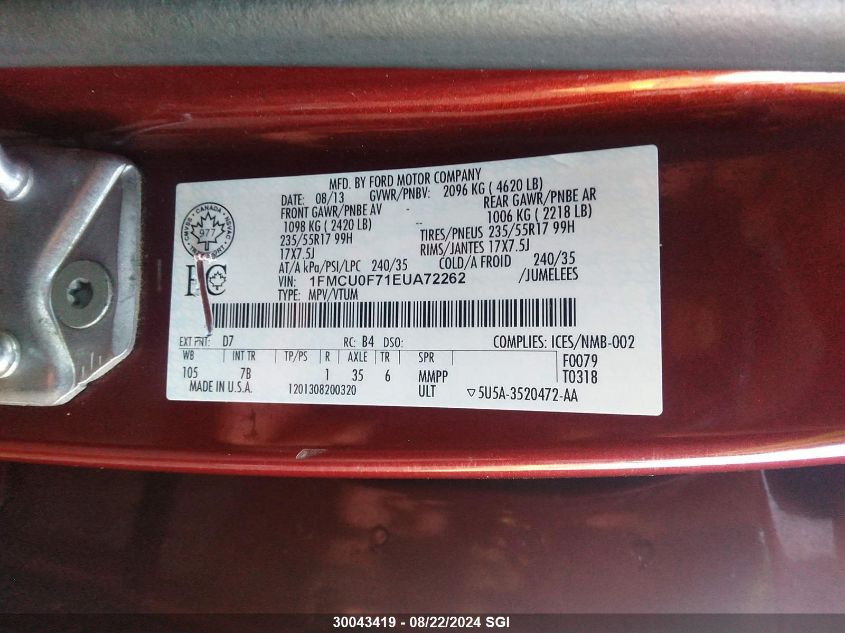 MFD. BY FORD MOTOR COMPANY
DATE: 08/13 GVWR/PNBV: 2096 KG ( 4620 LB)
FRONT GAWR/PNBE AV - REAR GAWR/PNBE AR
1098 KG ( 2420 LB) - 1006 KG ( 2218 LB)
235/55R17 99H TIRES/PNEUS 235/55R17 99H
17X7.5J RIMS/JANTES 17X7.5J
AT/A kPa/PSI/LPC 240/35 COLD/A FROID 240/35
VIN: 1FMCU0F71EUA72262 /JUMELEES
TYPE: MPV/VTUM
CANADA
CMVSS
NSVAC
977
EXT PNT: D7 RC: B4 DSO: COMPLIES: ICES/NMB-002
WB INT TR TP/PS R AXLE TR SPR F0079
105 7B 1 35 6 MMPP T0318
MADE IN U.S.A. 1201308200320 ULT ▽5U5A-3520472-AA
30043419 - 08/22/2024 SGI